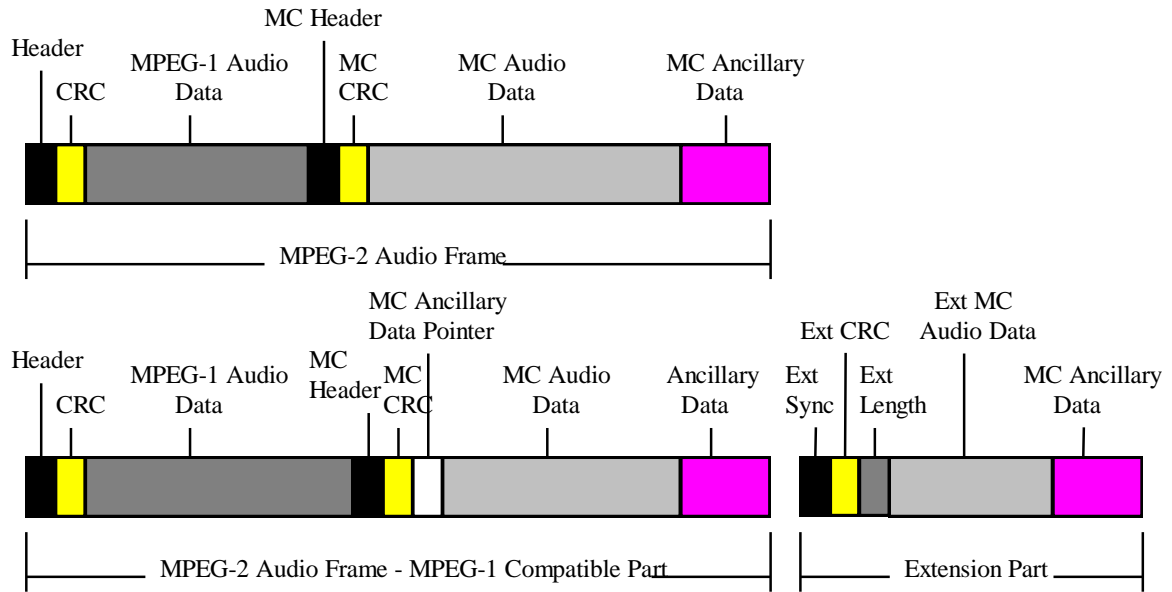 MC Header
Header
MPEG-1 Audio
Data
CRC
MC
CRC
MC Audio
Data
MC Ancillary
Data
MPEG-2 Audio Frame
MC Ancillary
Data Pointer
Header
CRC
MPEG-1 Audio
Data
MC
Header
MC
CRC
MC Audio
Data
Ancillary
Data
Ext
Sync
Ext CRC
Ext
Length
Ext MC
Audio Data
MC Ancillary
Data
MPEG-2 Audio Frame - MPEG-1 Compatible Part
Extension Part